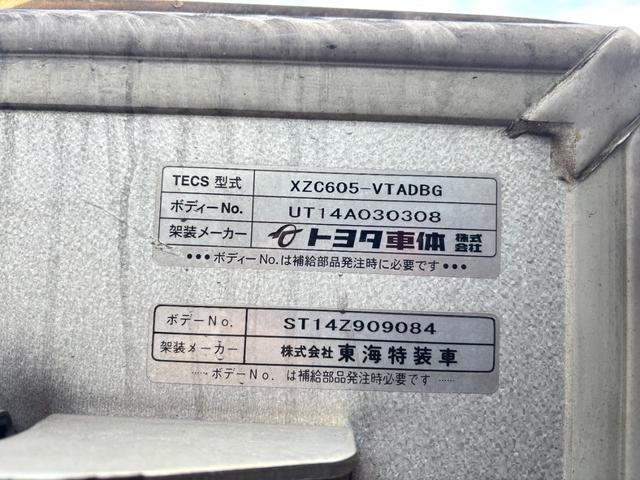 TECS 型式 XZC605-VTADBG
ボディーNo. UT14A030308
架装メーカー トヨタ車体 株式会社
•••ボディーNo.は補給部品発注時に必要です•••
ボデーNo. ST14Z909084
架装メーカー 株式会社 東海特装車
……ボデーNo. は補給部品発注時必要です……